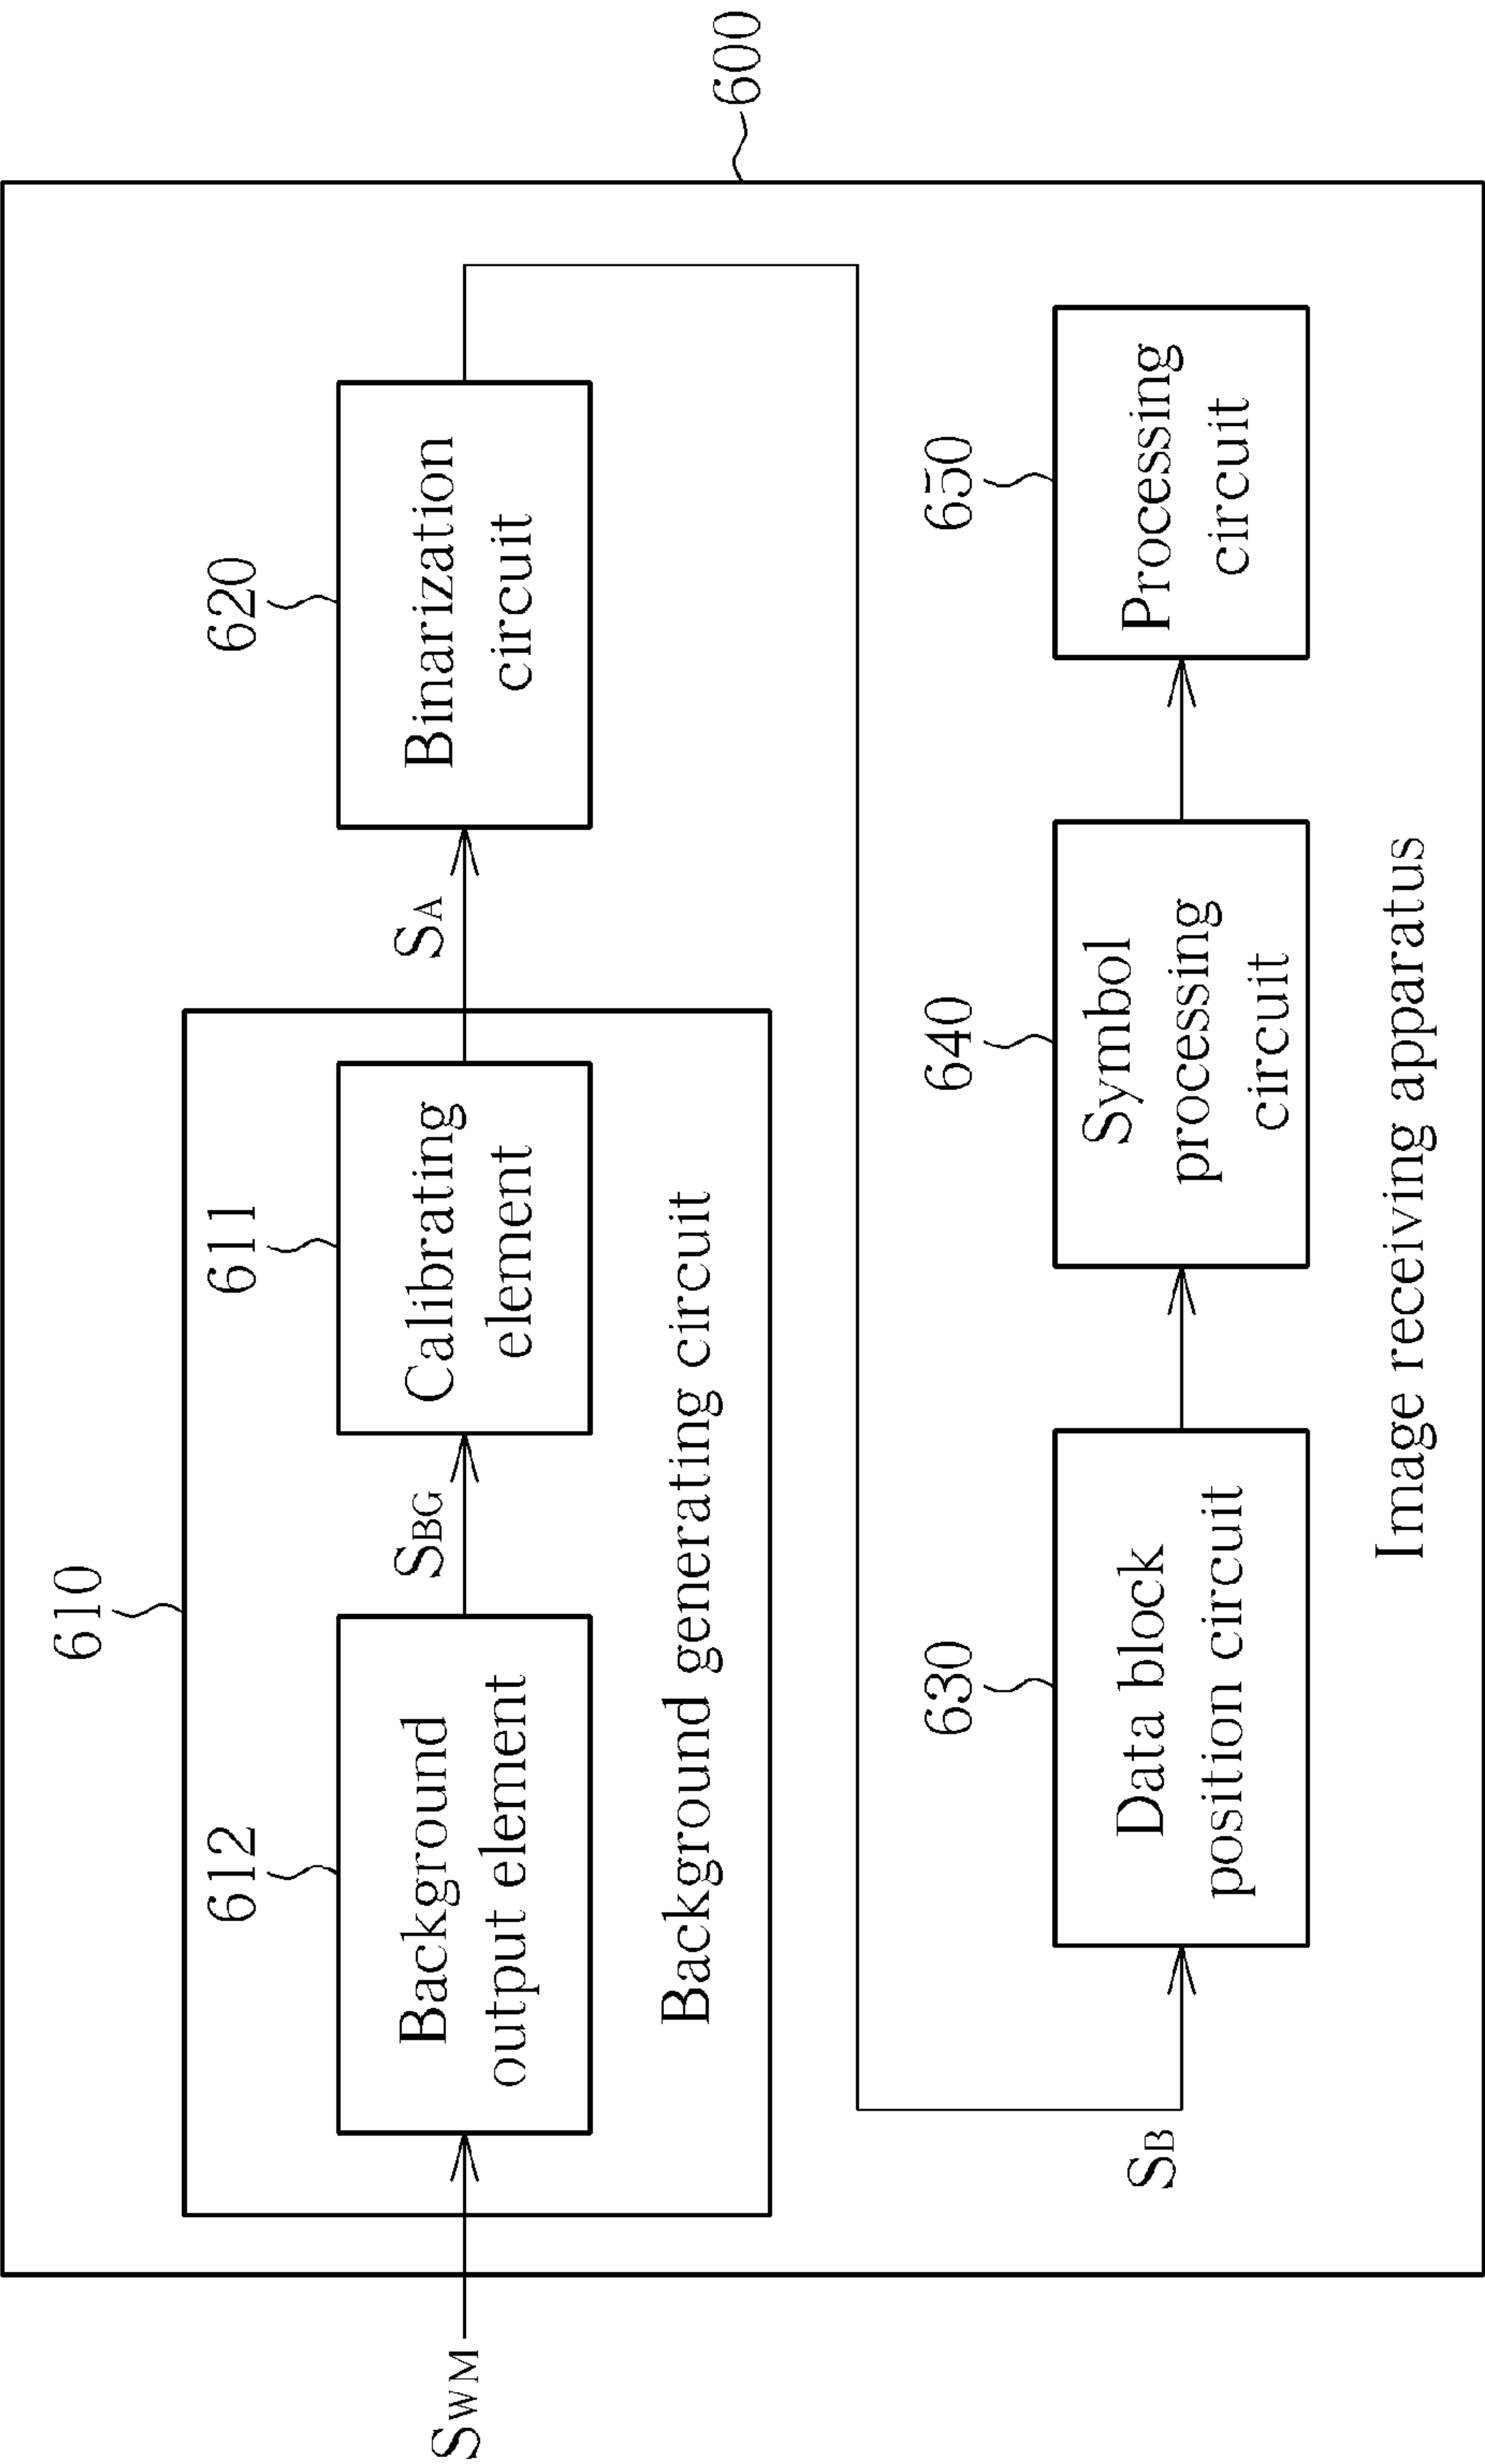 600
610
612
611
620
Background
output element
Calibrating
element
Binarization
circuit
SWM
SBG
SA
Background generating circuit
630
640
650
Data block
position circuit
Symbol
processing
circuit
Processing
circuit
SB
Image receiving apparatus